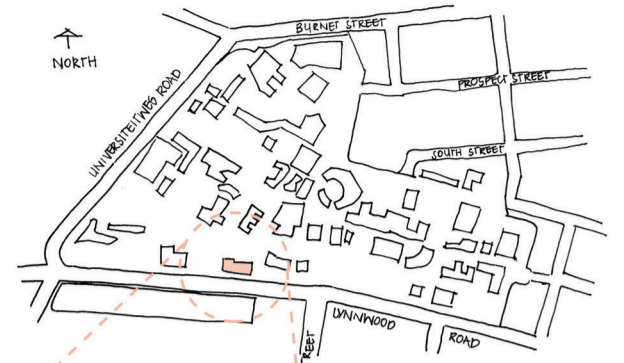 BURNET STREET
NORTH
UNIVERSITEITWEG ROAD
PROSPECT STREET
SOUTH STREET
LYNNWOOD ROAD
REET